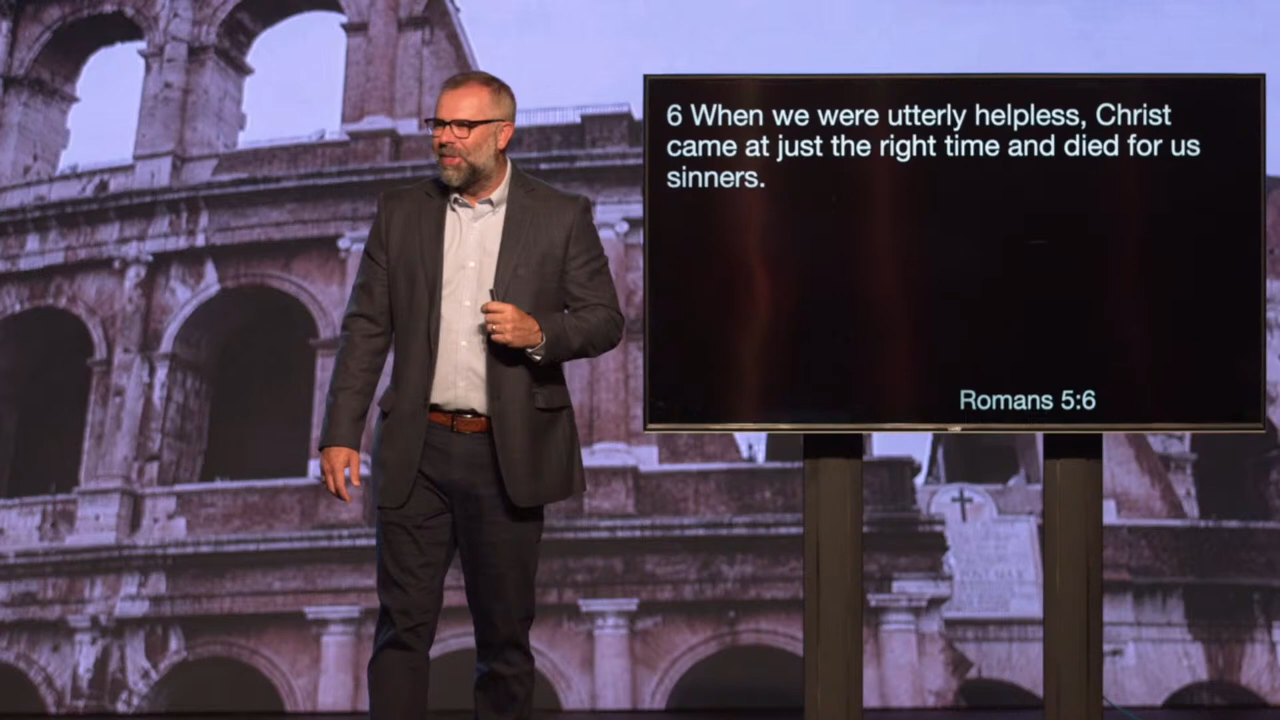 6 When we were utterly helpless, Christ
came at just the right time and died for us
sinners.
Romans 5:6